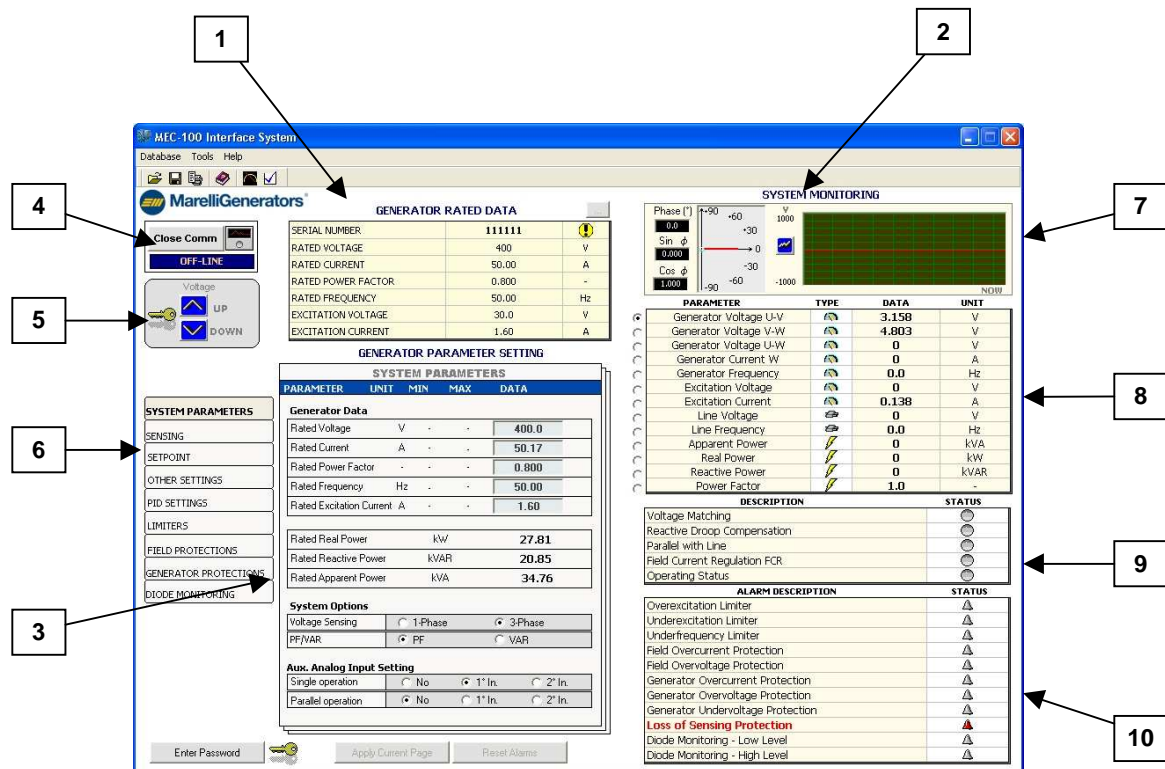 1
2
MEC-100 Interface System
Database Tools Help
MarelliGenerators
4
Close Comm
OFF-LINE
5
Voltage
UP
DOWN
GENERATOR RATED DATA
...
SERIAL NUMBER 111111
RATED VOLTAGE 400 V
RATED CURRENT 50.00 A
RATED POWER FACTOR 0.800 -
RATED FREQUENCY 50.00 Hz
EXCITATION VOLTAGE 30.0 V
EXCITATION CURRENT 1.60 A
6
SYSTEM PARAMETERS
SENSING
SETPOINT
OTHER SETTINGS
PID SETTINGS
LIMITERS
FIELD PROTECTIONS
GENERATOR PROTECTIONS
DIODE MONITORING
3
GENERATOR PARAMETER SETTING
SYSTEM PARAMETERS
PARAMETER UNIT MIN MAX DATA
Generator Data
Rated Voltage V - - 400.0
Rated Current A - - 50.17
Rated Power Factor - - - 0.800
Rated Frequency Hz - - 50.00
Rated Excitation Current A - - 1.60
Rated Real Power kW 27.81
Rated Reactive Power kVAR 20.85
Rated Apparent Power kVA 34.76
System Options
Voltage Sensing 1-Phase 3-Phase
PF/VAR PF VAR
Aux. Analog Input Setting
Single operation No 1° In. 2° In.
Parallel operation No 1° In. 2° In.
Enter Password
Apply Current Page
Reset Alarms
SYSTEM MONITORING
Phase (°)
0.0
Sin ϕ
0.000
Cos ϕ
1.000
+90
+60
+30
0
-30
-60
-90
V
1000
-1000
NOW
7
PARAMETER TYPE DATA UNIT
Generator Voltage U-V 3.158 V
Generator Voltage V-W 4.803 V
Generator Voltage U-W 0 V
Generator Current W 0 A
Generator Frequency 0.0 Hz
Excitation Voltage 0 V
Excitation Current 0.138 A
Line Voltage 0 V
Line Frequency 0.0 Hz
Apparent Power 0 kVA
Real Power 0 kW
Reactive Power 0 kVAR
Power Factor 1.0 -
8
DESCRIPTION STATUS
Voltage Matching
Reactive Droop Compensation
Parallel with Line
Field Current Regulation FCR
Operating Status
9
ALARM DESCRIPTION STATUS
Overexcitation Limiter
Underexcitation Limiter
Underfrequency Limiter
Field Overcurrent Protection
Field Overvoltage Protection
Generator Overcurrent Protection
Generator Overvoltage Protection
Generator Undervoltage Protection
Loss of Sensing Protection
Diode Monitoring - Low Level
Diode Monitoring - High Level
10